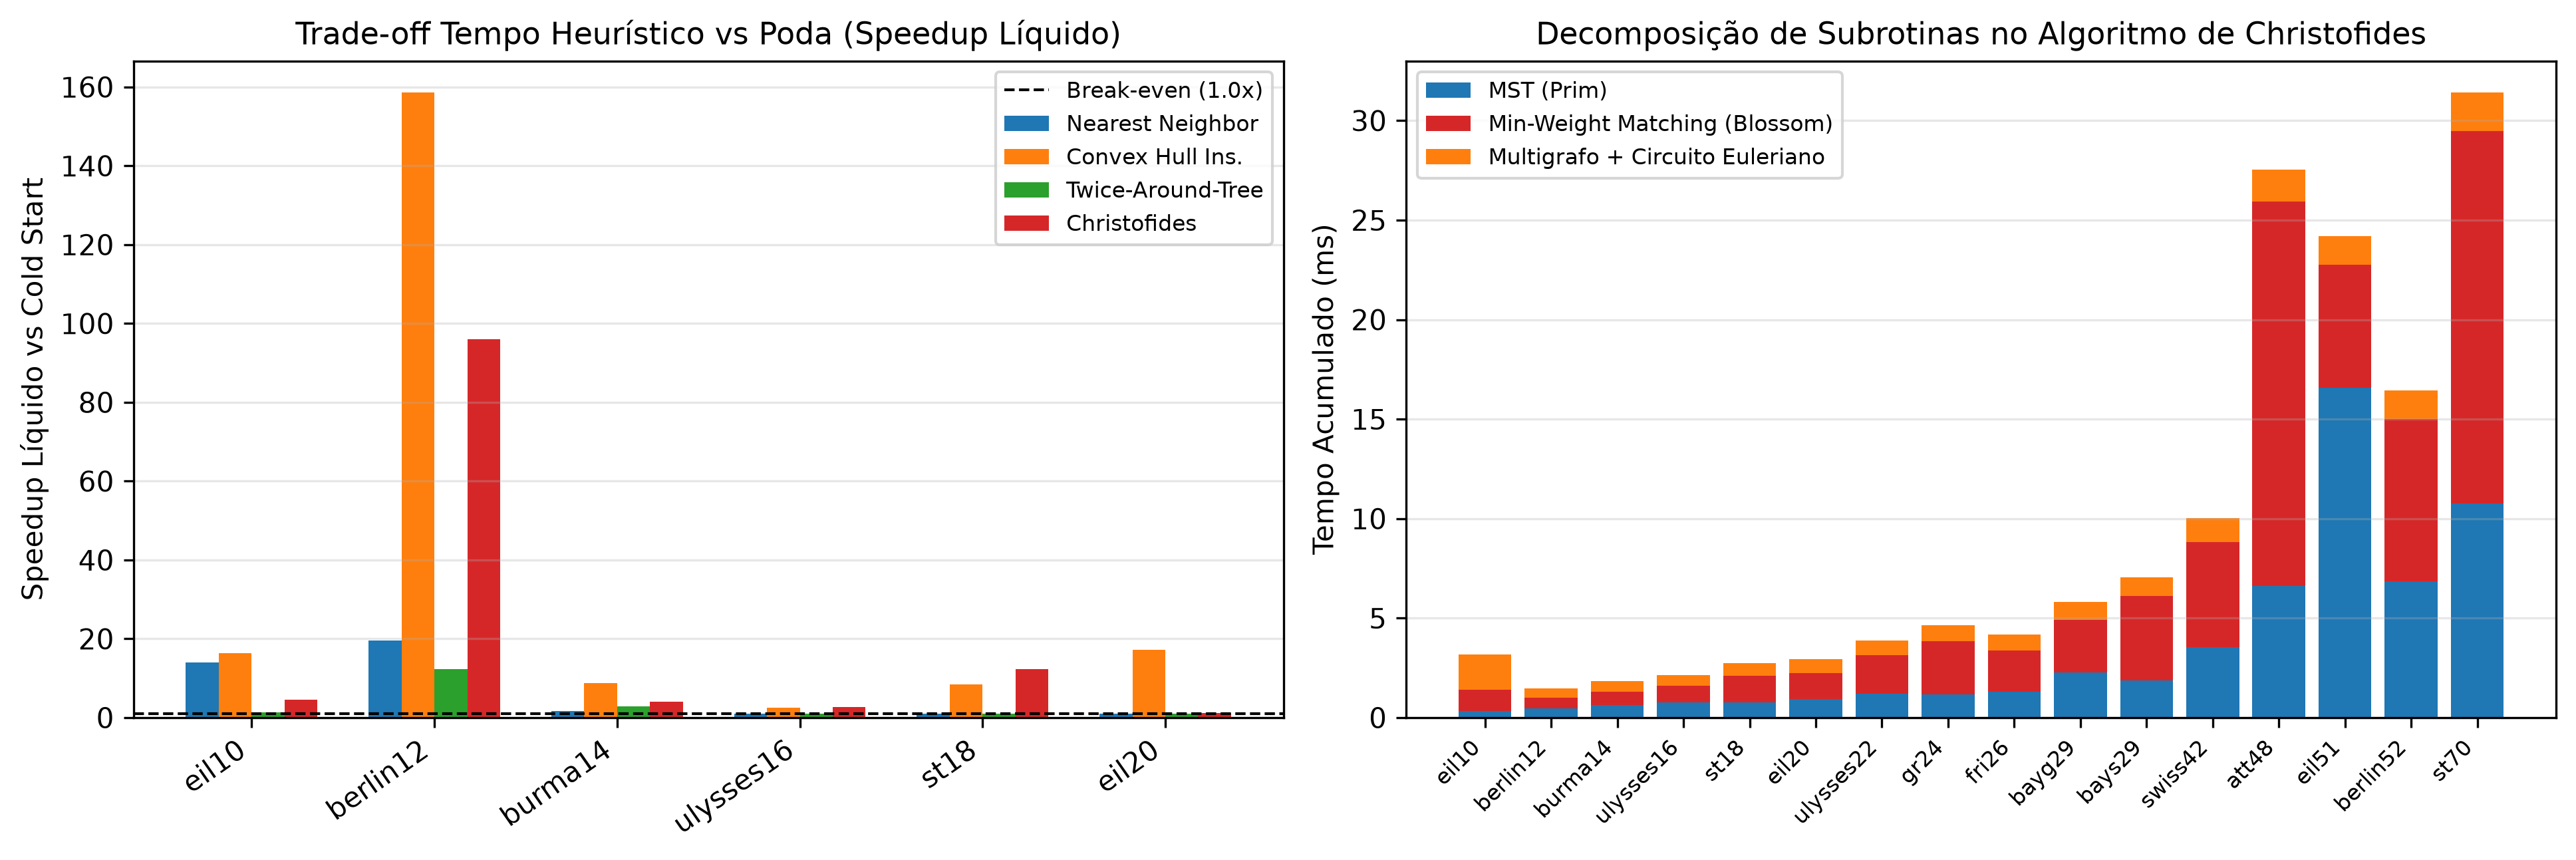 Trade-off Tempo Heurístico vs Poda (Speedup Líquido)
Speedup Líquido vs Cold Start
160
140
120
100
80
60
40
20
0
Break-even (1.0x)
Nearest Neighbor
Convex Hull Ins.
Twice-Around-Tree
Christofides
eil10
berlin12
burma14
ulysses16
st18
eil20
Decomposição de Subrotinas no Algoritmo de Christofides
Tempo Acumulado (ms)
30
25
20
15
10
5
0
MST (Prim)
Min-Weight Matching (Blossom)
Multigrafo + Circuito Euleriano
eil10
berlin12
burma14
ulysses16
st18
eil20
ulysses22
gr24
fri26
bayg29
bays29
swiss42
att48
eil51
berlin52
st70